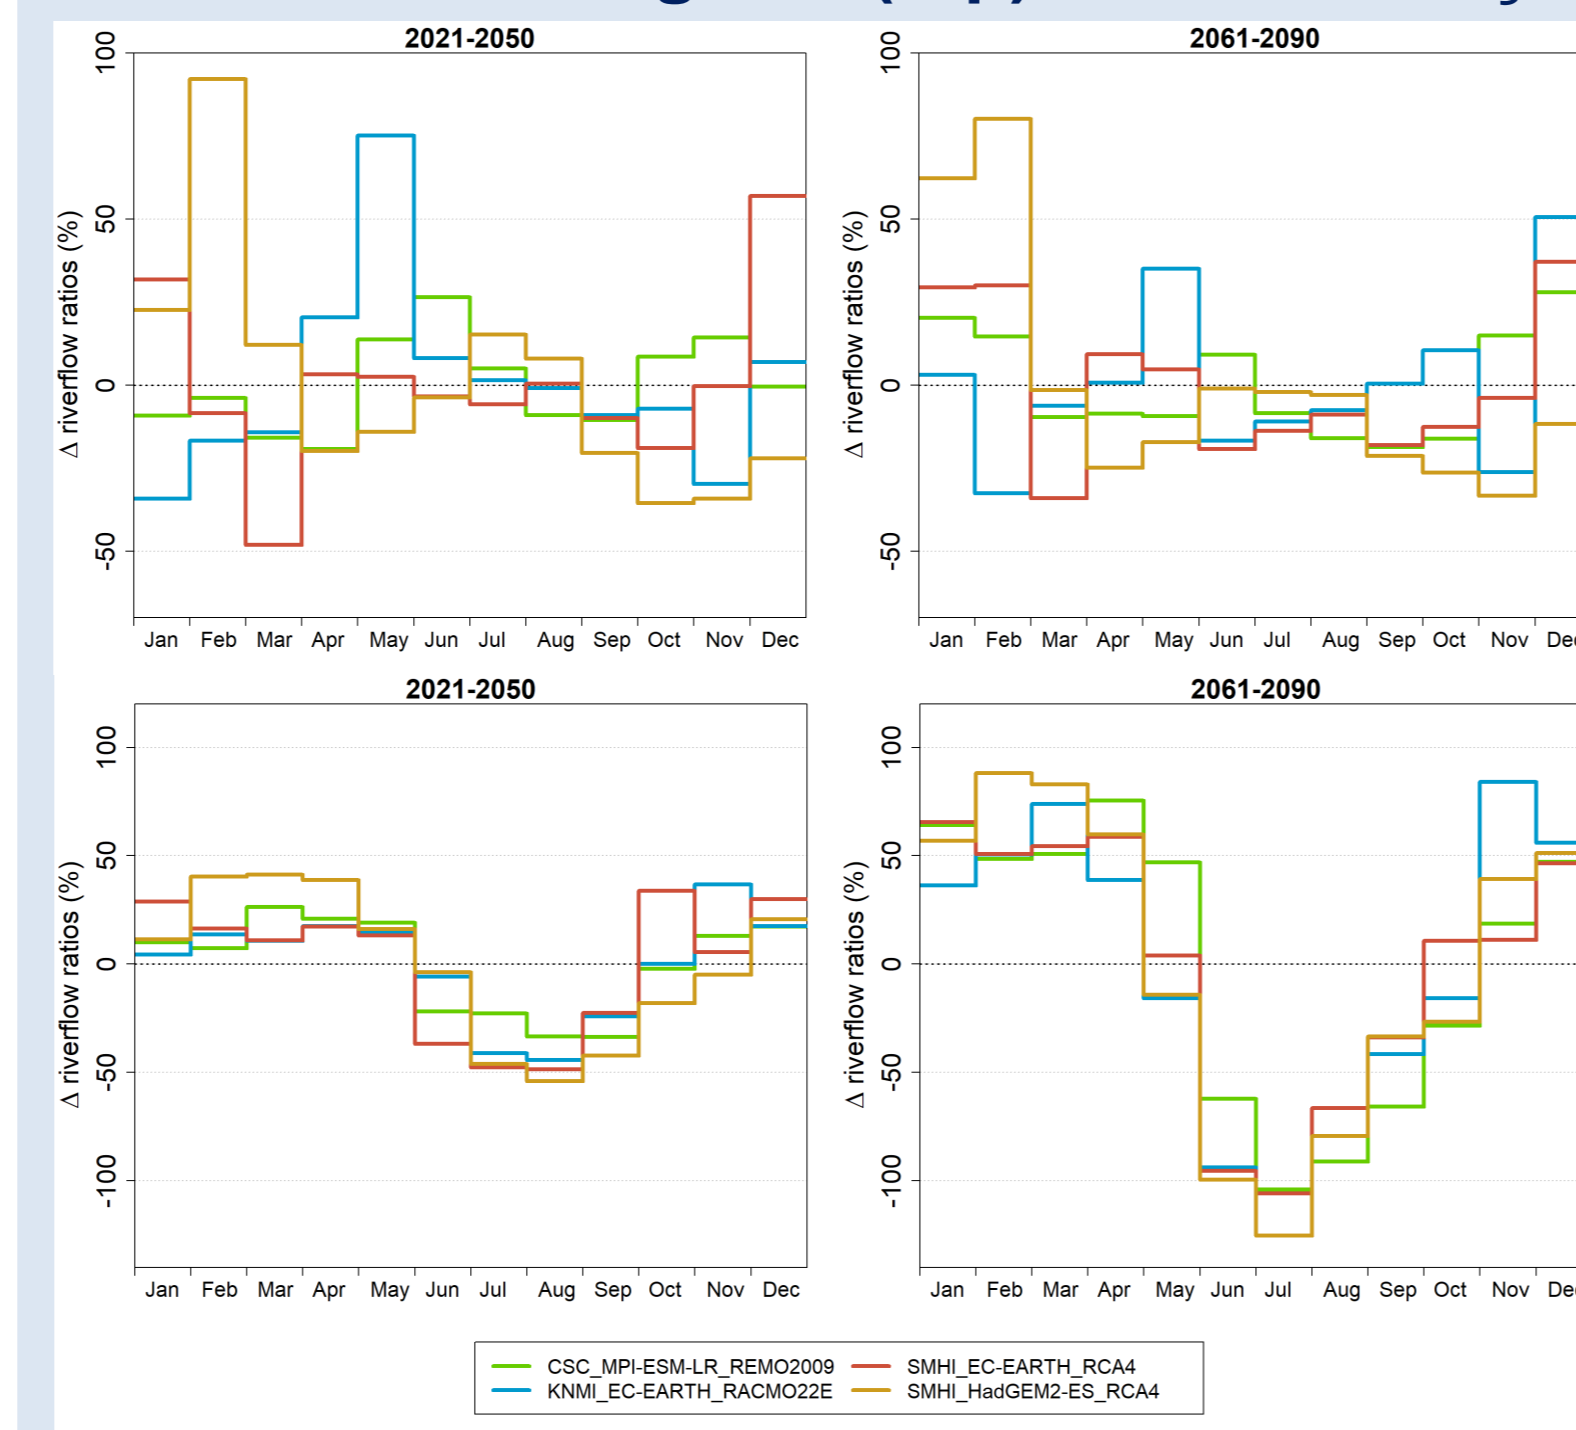 2021-2050
2061-2090
Δ riverflow ratios (%)
100
50
0
-50
Jan Feb Mar Apr May Jun Jul Aug Sep Oct Nov Dec
Δ riverflow ratios (%)
100
50
0
-50
Jan Feb Mar Apr May Jun Jul Aug Sep Oct Nov
2021-2050
2061-2090
Δ riverflow ratios (%)
100
50
0
-50
-100
Jan Feb Mar Apr May Jun Jul Aug Sep Oct Nov Dec
Δ riverflow ratios (%)
100
50
0
-50
-100
Jan Feb Mar Apr May Jun Jul Aug Sep Oct Nov
CSC_MPI-ESM-LR_REMO2009 SMHI_EC-EARTH_RCA4
KNMI_EC-EARTH_RACMO22E SMHI_HadGEM2-ES_RCA4